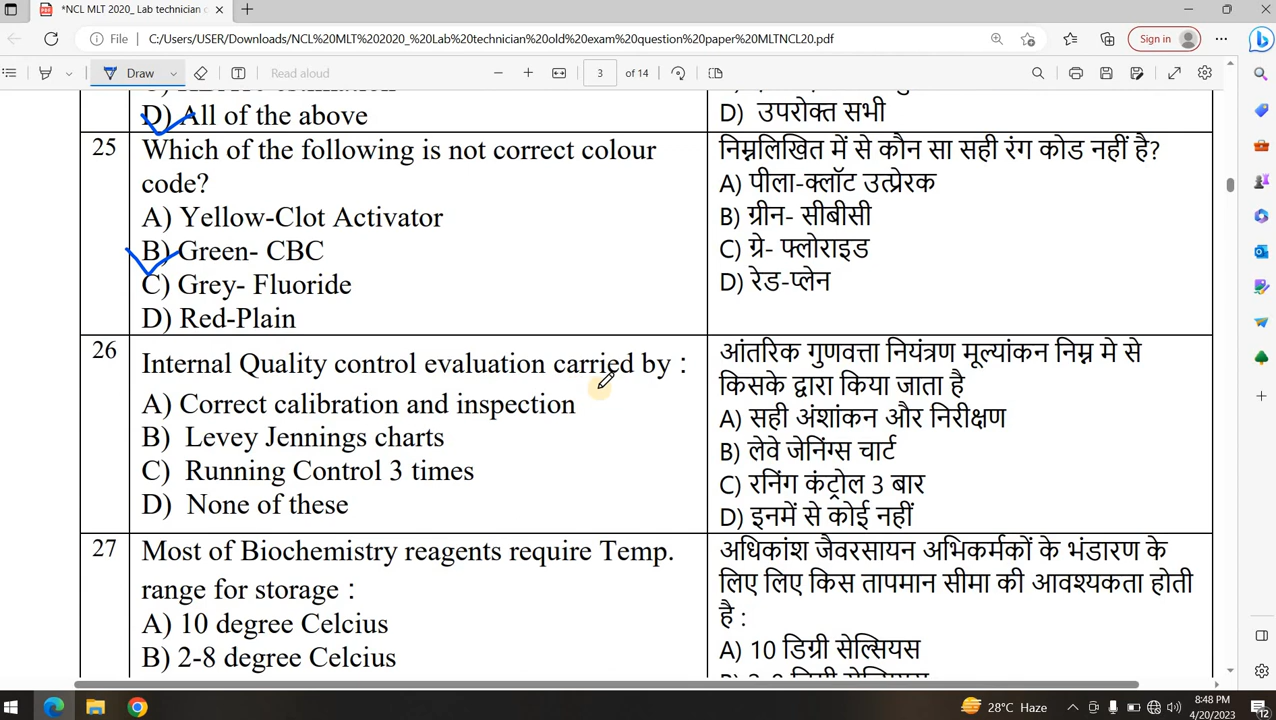 *NCL MLT 2020_ Lab technician c
File
C:/Users/USER/Downloads/NCL%20MLT%202020_%20Lab%20technician%20old%20exam%20question%20paper%20MLTNCL20.pdf
Sign in
Draw
Read aloud
3
of 14
D) All of the above
D) उपरोक्त सभी
25
Which of the following is not correct colour
code?
A) Yellow-Clot Activator
B) Green- CBC
C) Grey- Fluoride
D) Red-Plain
निम्नलिखित में से कौन सा सही रंग कोड नहीं है?
A) पीला-क्लॉट उत्प्रेरक
B) ग्रीन- सीबीसी
C) ग्रे- फ्लोराइड
D) रेड-प्लेन
26
Internal Quality control evaluation carried by :
A) Correct calibration and inspection
B) Levey Jennings charts
C) Running Control 3 times
D) None of these
आंतरिक गुणवत्ता नियंत्रण मूल्यांकन निम्न मे से
किसके द्वारा किया जाता है
A) सही अंशांकन और निरीक्षण
B) लेवे जेनिंग्स चार्ट
C) रनिंग कंट्रोल 3 बार
D) इनमें से कोई नहीं
27
Most of Biochemistry reagents require Temp.
range for storage :
A) 10 degree Celcius
B) 2-8 degree Celcius
अधिकांश जैवरसायन अभिकर्मकों के भंडारण के
लिए लिए किस तापमान सीमा की आवश्यकता होती
है :
A) 10 डिग्री सेल्सियस
28°C Haze
8:48 PM
4/20/2023
12